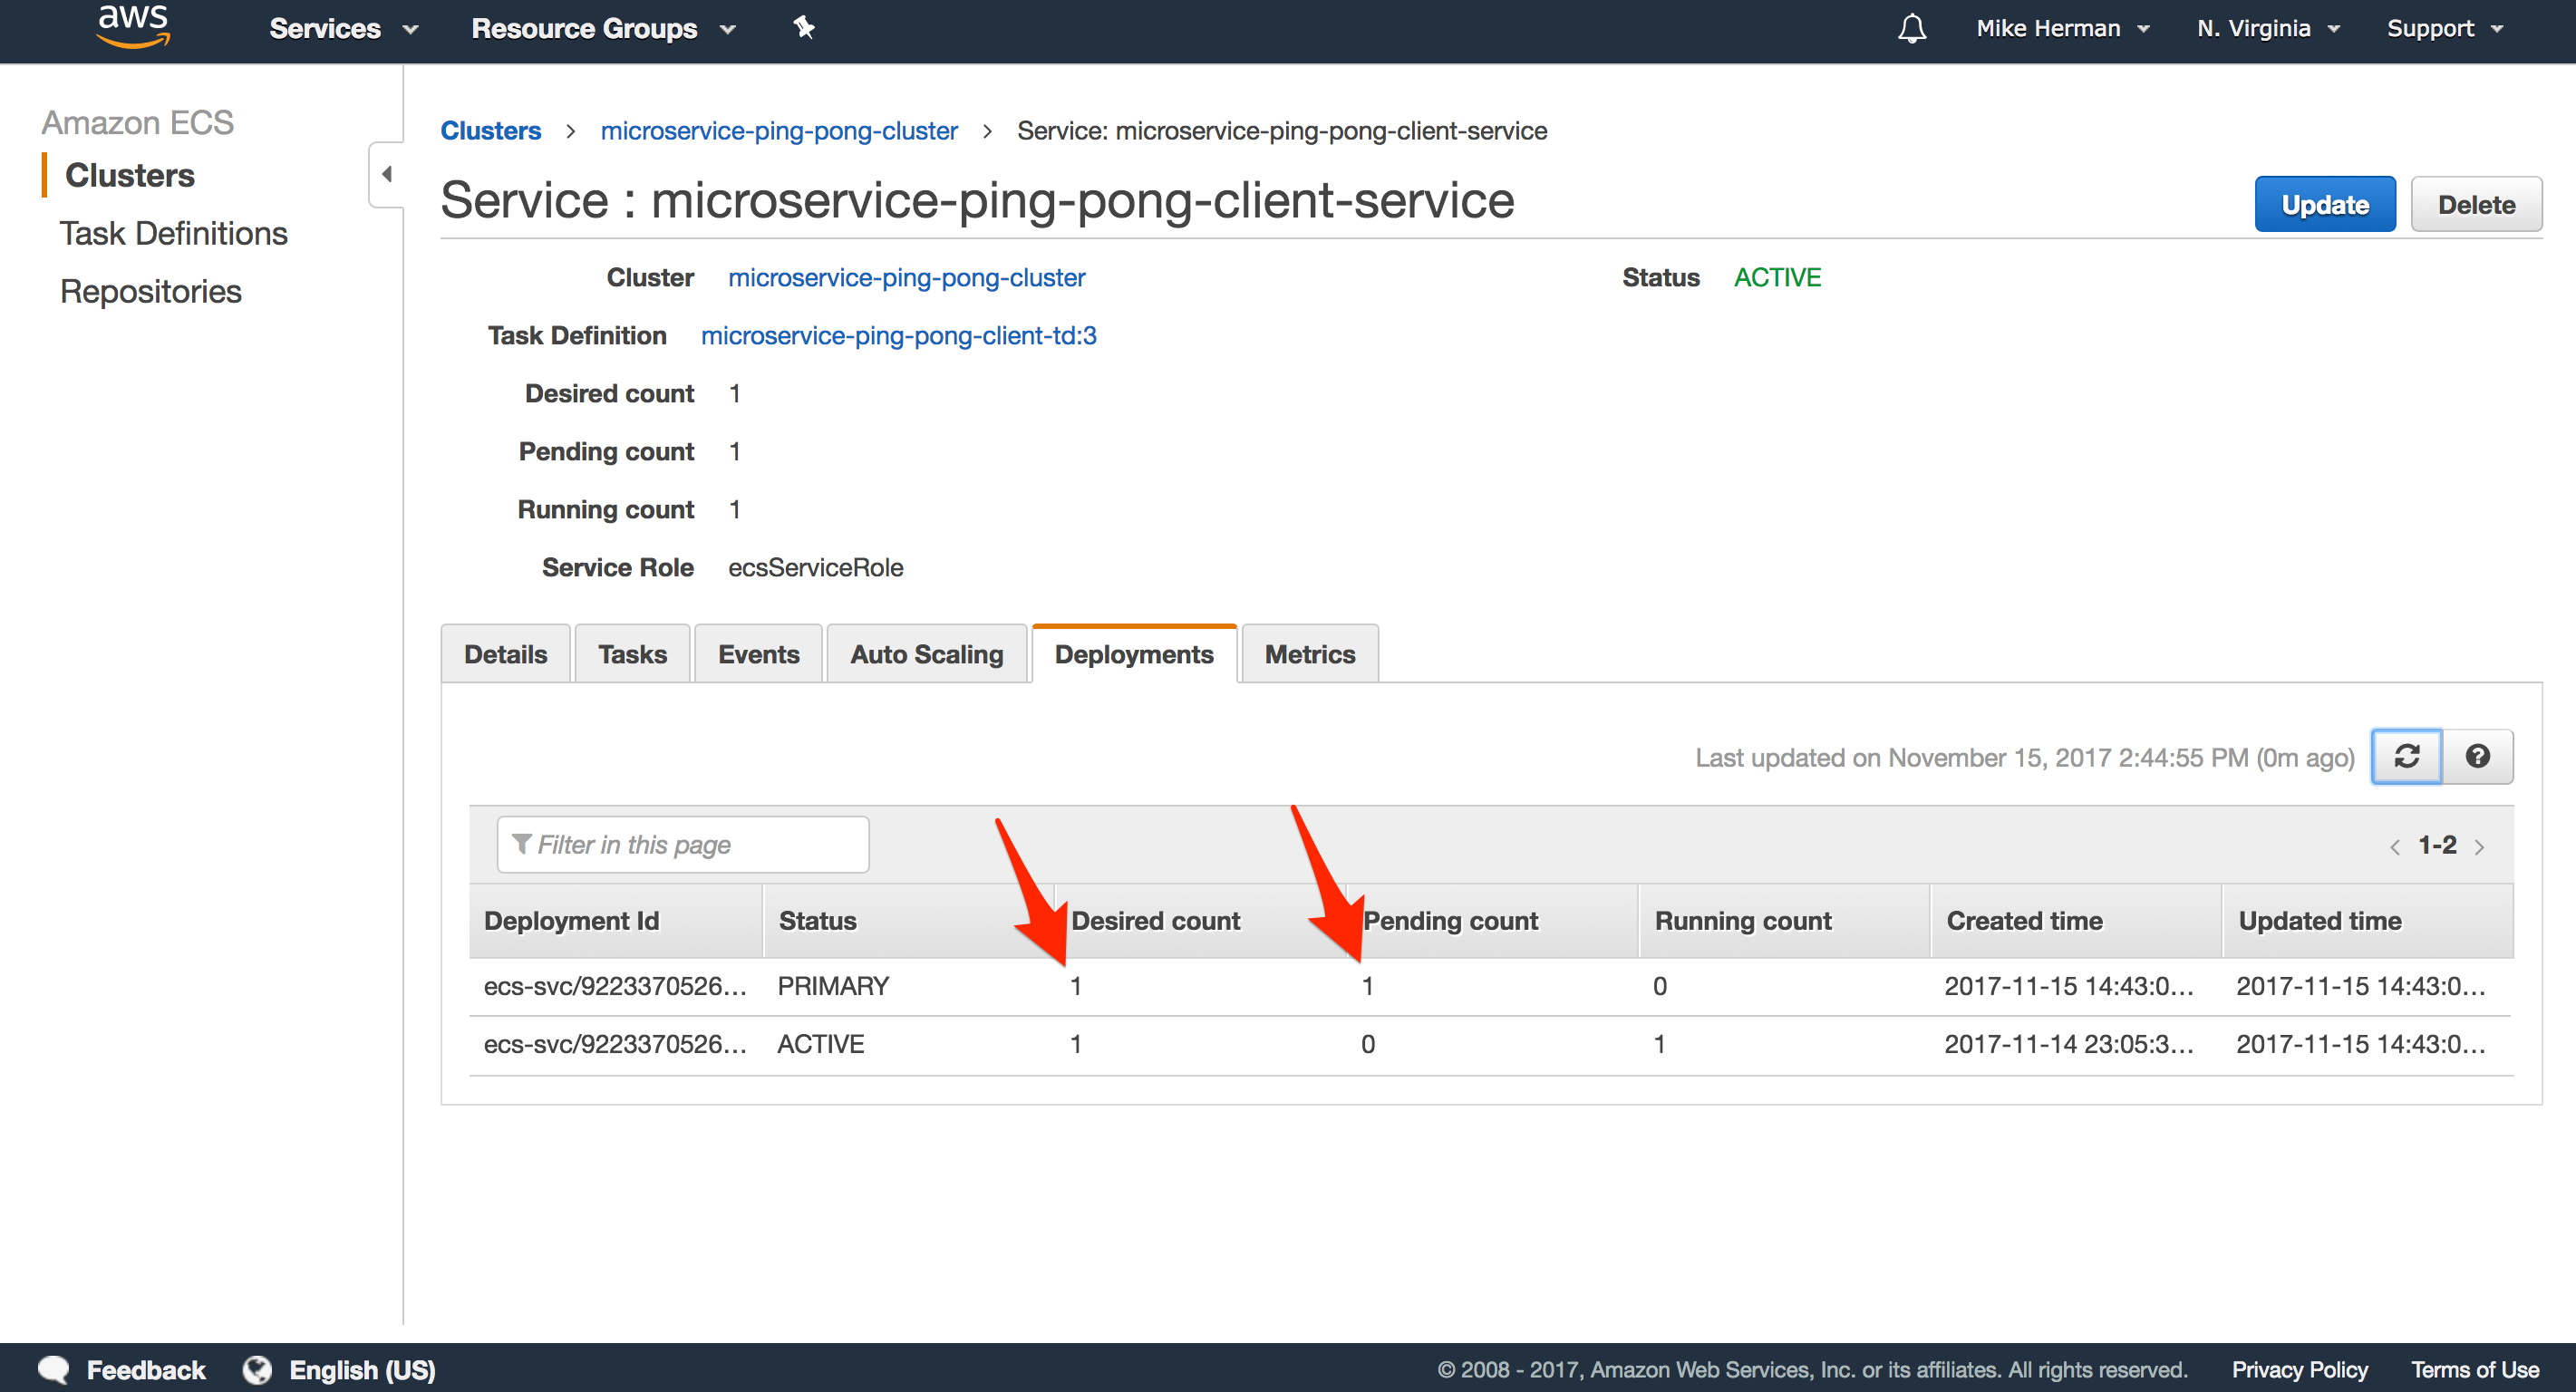 aws Services Resource Groups Mike Herman N. Virginia Support
Amazon ECS
Clusters
Task Definitions
Repositories
Clusters > microservice-ping-pong-cluster > Service: microservice-ping-pong-client-service
Service : microservice-ping-pong-client-service
Update Delete
Cluster microservice-ping-pong-cluster Status ACTIVE
Task Definition microservice-ping-pong-client-td:3
Desired count 1
Pending count 1
Running count 1
Service Role ecsServiceRole
Details Tasks Events Auto Scaling Deployments Metrics
Last updated on November 15, 2017 2:44:55 PM (0m ago)
Filter in this page < 1-2 >
Deployment Id Status Desired count Pending count Running count Created time Updated time
ecs-svc/9223370526... PRIMARY 1 1 0 2017-11-15 14:43:0... 2017-11-15 14:43:0...
ecs-svc/9223370526... ACTIVE 1 0 1 2017-11-14 23:05:3... 2017-11-15 14:43:0...
Feedback English (US) © 2008 - 2017, Amazon Web Services, Inc. or its affiliates. All rights reserved. Privacy Policy Terms of Use